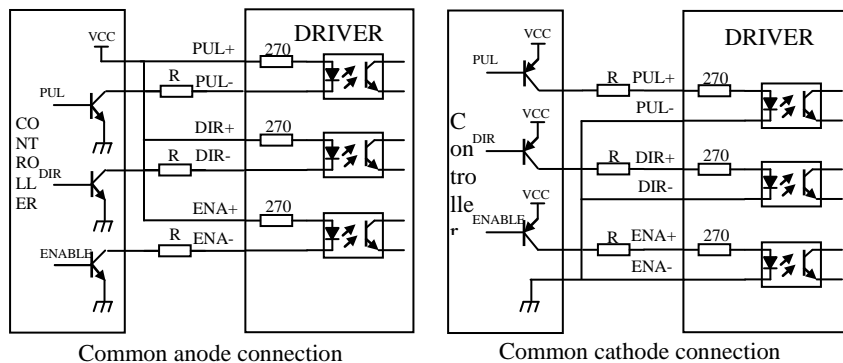 DRIVER
VCC
PUL+
270
R
PUL-
PUL
DIR+
270
R
DIR-
DIR
ENA+
270
R
ENA-
ENABLE
CO
NT
RO
LL
ER
Common anode connection
DRIVER
VCC
PUL
R
PUL+
270
PUL-
VCC
DIR
R
DIR+
270
DIR-
VCC
ENABLE
R
ENA+
270
ENA-
C
on
tro
lle
r
Common cathode connection